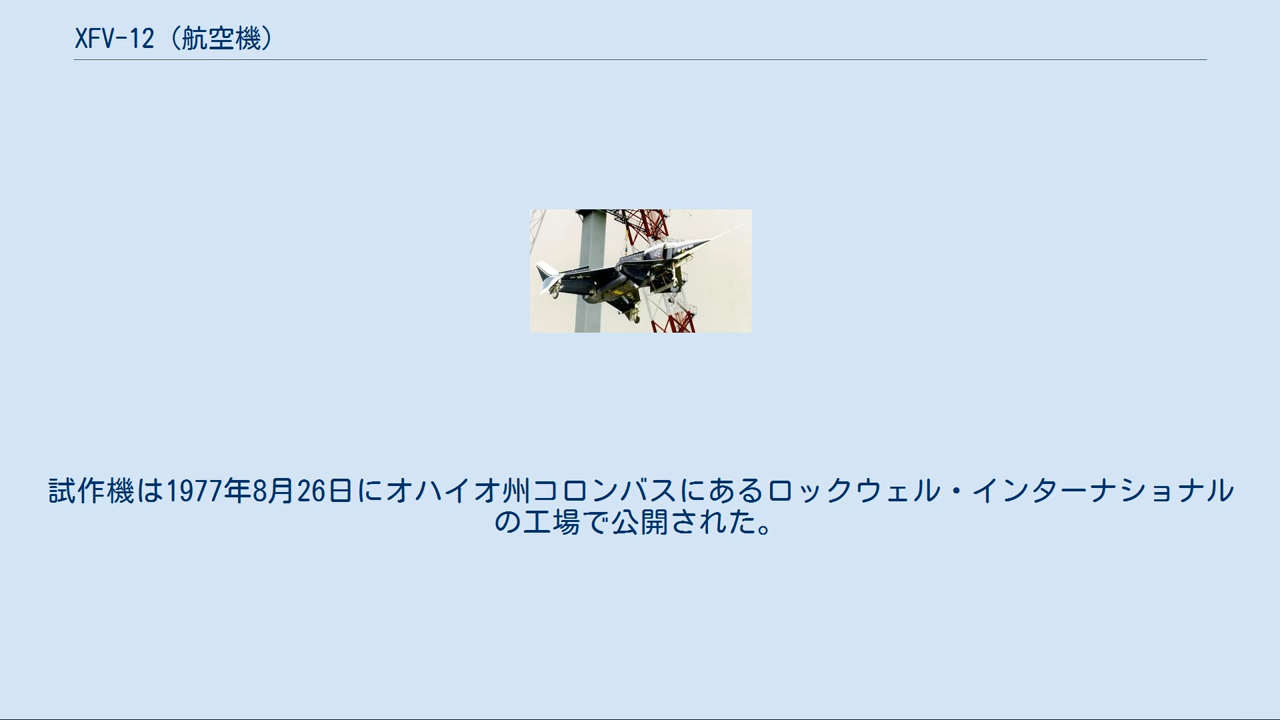 XFV-12（航空機）
試作機は1977年8月26日にオハイオ州コロンバスにあるロックウェル・インターナショナル
の工場で公開された。